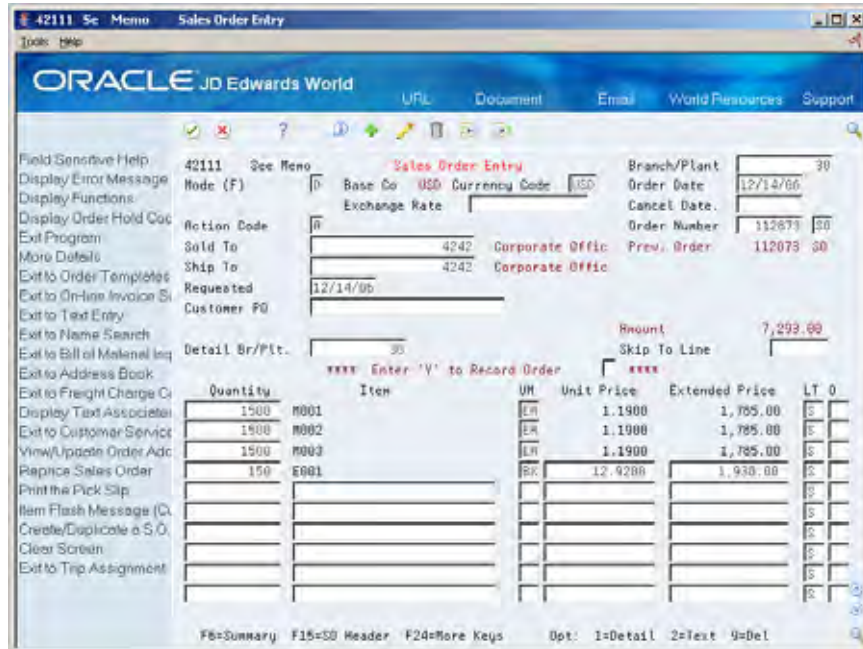 42111 Se Memo Sales Order Entry
Tools Help
ORACLE JD Edwards World
URL Document Email World Resources Support
Field Sensitive Help
Display Error Message
Display Functions
Display Order Hold Coc
Exit Program
More Details
Exit to Order Templates
Exit to On-line Invoice Su
Exit to Text Entry
Exit to Name Search
Exit to Bill of Material Inq
Exit to Address Book
Exit to Freight Charge Ca
Display Text Associated
Exit to Customer Service
View/Update Order Add
Reprice Sales Order
Print the Pick Slip
Item Flash Message (Cu
Create/Duplicate a S.O.
Clear Screen
Exit to Trip Assignment
42111 See Memo Sales Order Entry Branch/Plant 30
Mode (F) D Base Co USD Currency Code USD Order Date 12/14/06
Exchange Rate Cancel Date.
Action Code A Order Number SO
Sold To 4242 Corporate Offic Prev. Order SO
Ship To 4242 Corporate Offic
Requested 12/14/06
Customer PO
Amount 7,293.00
Detail Br/Plt. 30 Skip To Line
**** Enter 'V' to Record Order ****
Quantity Item UM Unit Price Extended Price LT O
1500 M001 EA 1.1900 1,785.00 S
1500 M002 EA 1.1900 1,785.00 S
1500 M003 EA 1.1900 1,785.00 S
150 E001 BX 12.9200 1,938.00 S
S
S
S
S
S
S
F6=Summary F15=SO Header F24=More Keys Opt: 1=Detail 2=Text 9=Del